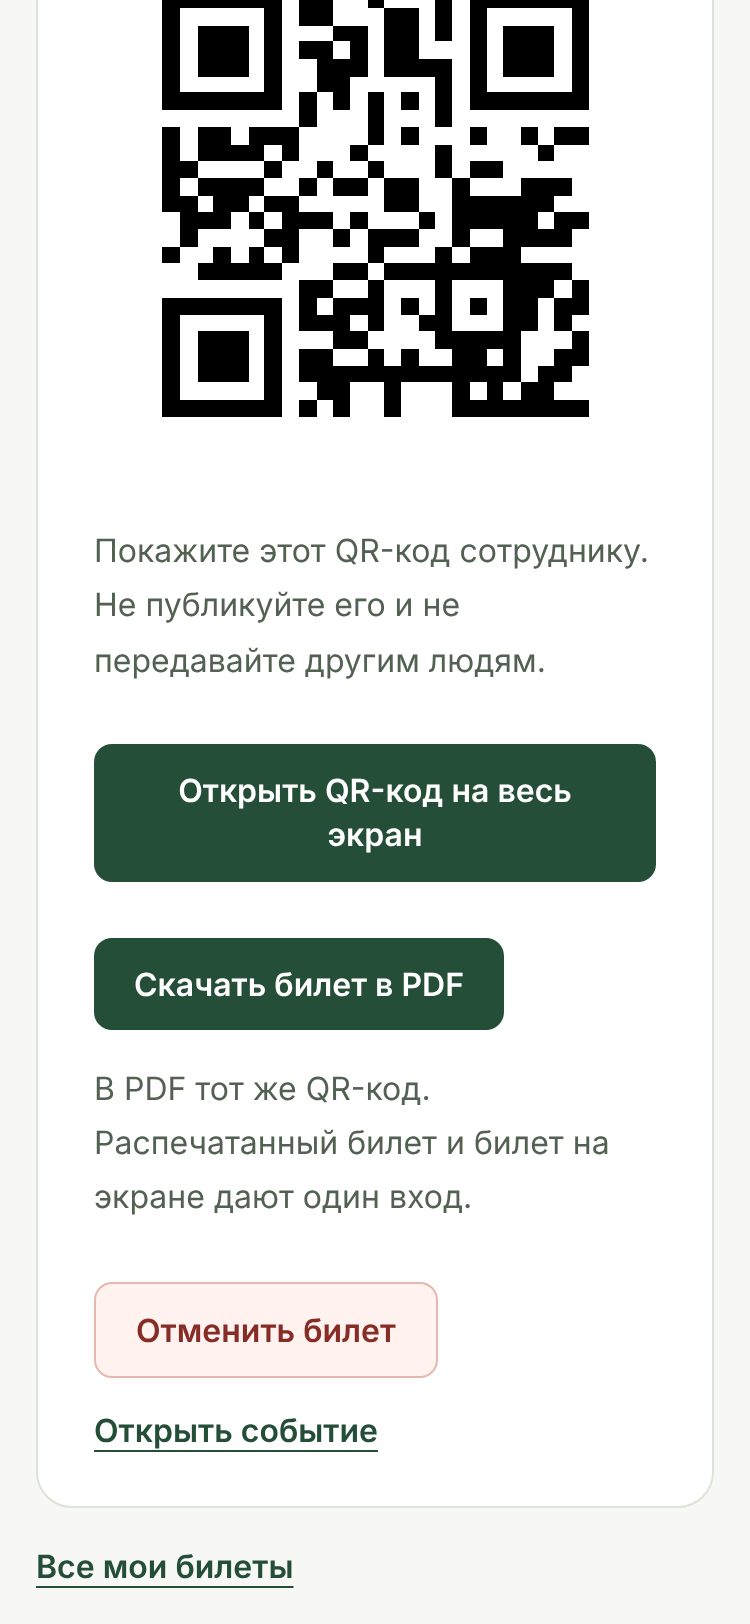 Покажите этот QR-код сотруднику.
Не публикуйте его и не
передавайте другим людям.
Открыть QR-код на весь
экран
Скачать билет в PDF
В PDF тот же QR-код.
Распечатанный билет и билет на
экране дают один вход.
Отменить билет
Открыть событие
Все мои билеты